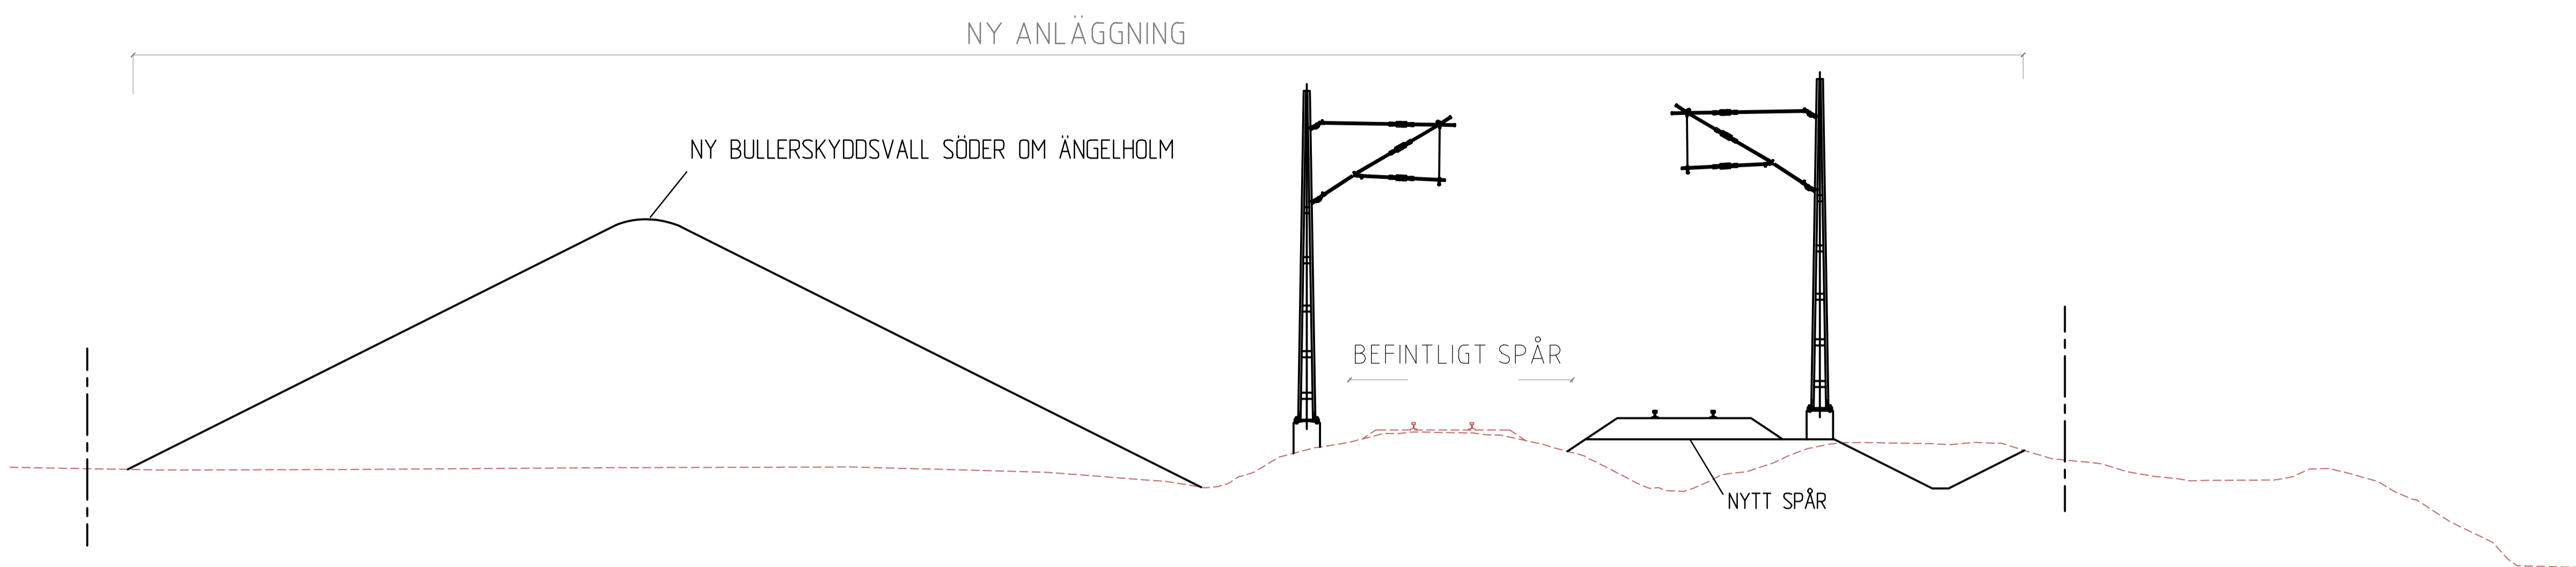 NY ANLÄGGNING
NY BULLERSKYDDSVALL SÖDER OM ÄNGELHOLM
BEFINTLIGT SPÅR
NYTT SPÅR